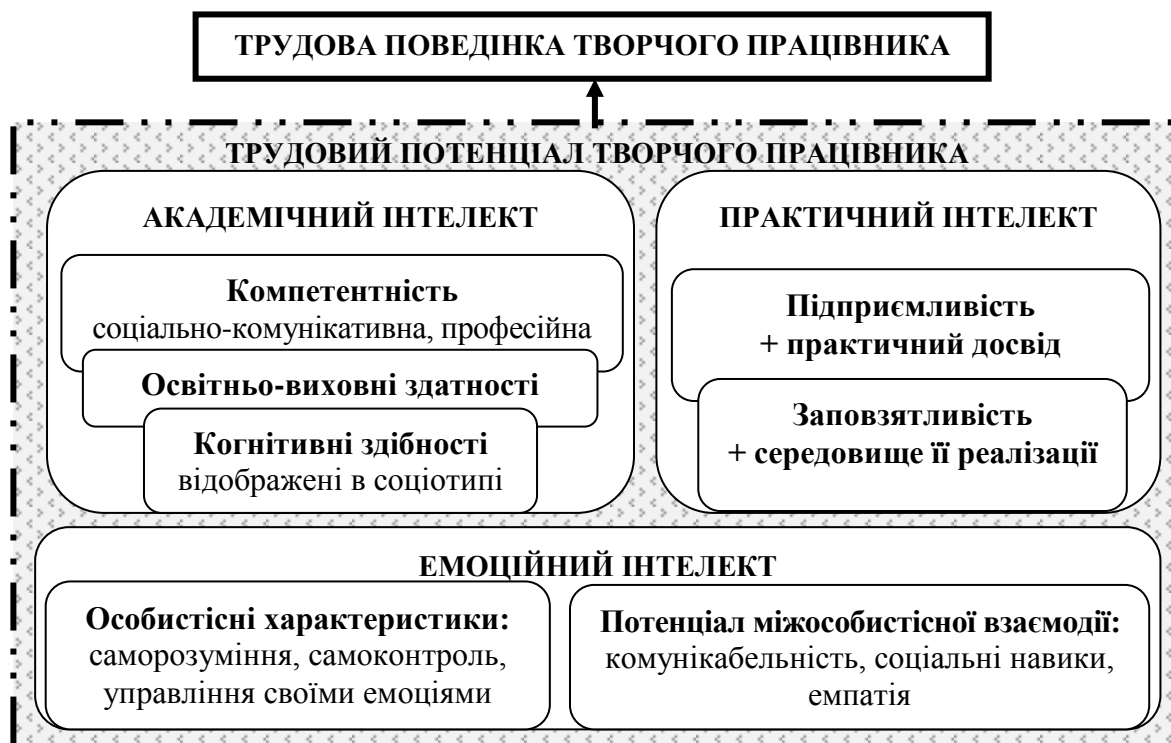 ТРУДОВА ПОВЕДІНКА ТВОРЧОГО ПРАЦІВНИКА
ТРУДОВИЙ ПОТЕНЦІАЛ ТВОРЧОГО ПРАЦІВНИКА
АКАДЕМІЧНИЙ ІНТЕЛЕКТ
Компетентність
соціально-комунікативна, професійна
Освітньо-виховні здатності
Когнітивні здібності
відображені в соціотипі
ПРАКТИЧНИЙ ІНТЕЛЕКТ
Підприємливість
+ практичний досвід
Заповзятливість
+ середовище її реалізації
ЕМОЦІЙНИЙ ІНТЕЛЕКТ
Особистісні характеристики:
саморозуміння, самоконтроль,
управління своїми емоціями
Потенціал міжособистісної взаємодії:
комунікабельність, соціальні навики,
емпатія